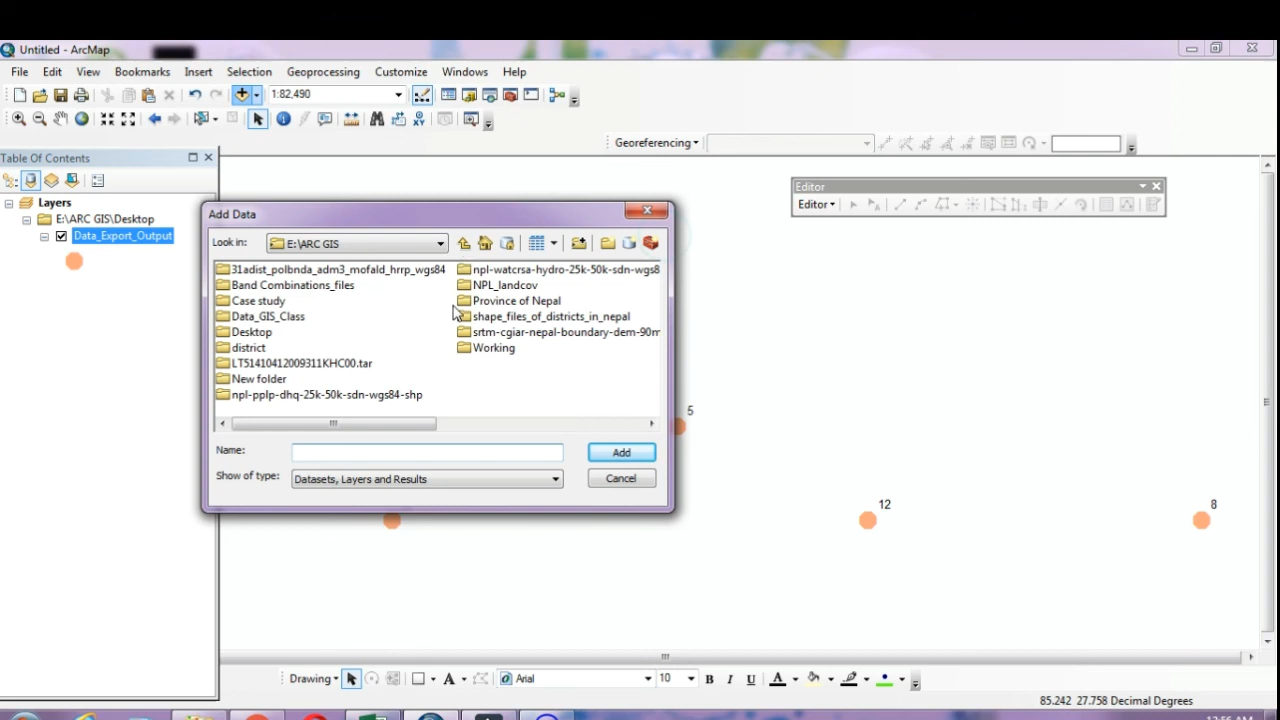 Untitled - ArcMap
File Edit View Bookmarks Insert Selection Geoprocessing Customize Windows Help
1:82,490
Georeferencing
Table Of Contents
Editor
Editor
Layers
E:\ARC GIS\Desktop
Data_Export_Output
Add Data
Look in: E:\ARC GIS
31adist_polbnda_adm3_mofald_hrrp_wgs84 npl-watcrsa-hydro-25k-50k-sdn-wgs8
Band Combinations_files NPL_landcov
Case study Province of Nepal
Data_GIS_Class shape_files_of_districts_in_nepal
Desktop srtm-cgiar-nepal-boundary-dem-90m
district Working
LT51410412009311KHC00.tar
New folder
npl-pplp-dhq-25k-50k-sdn-wgs84-shp
5
Name: Add
Show of type: Datasets, Layers and Results Cancel
12 8
Drawing A Arial 10 B I U A
85.242 27.758 Decimal Degrees